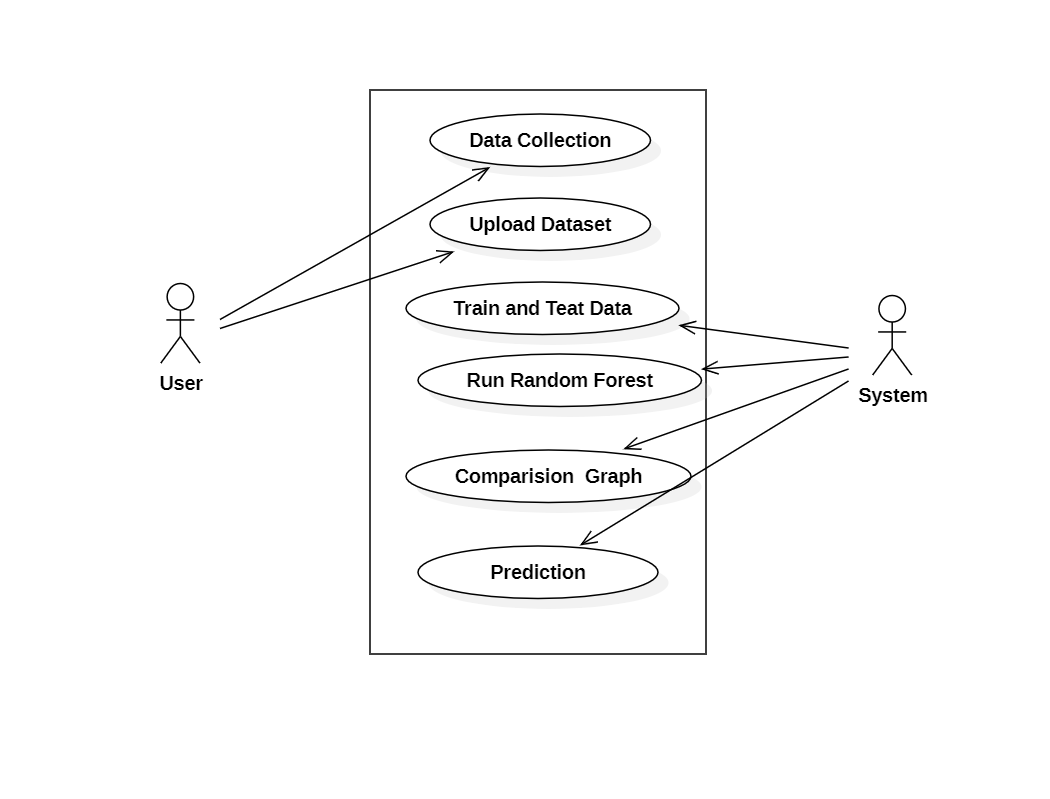 Data Collection
Upload Dataset
Train and Teat Data
Run Random Forest
Comparision  Graph
Prediction
User
System